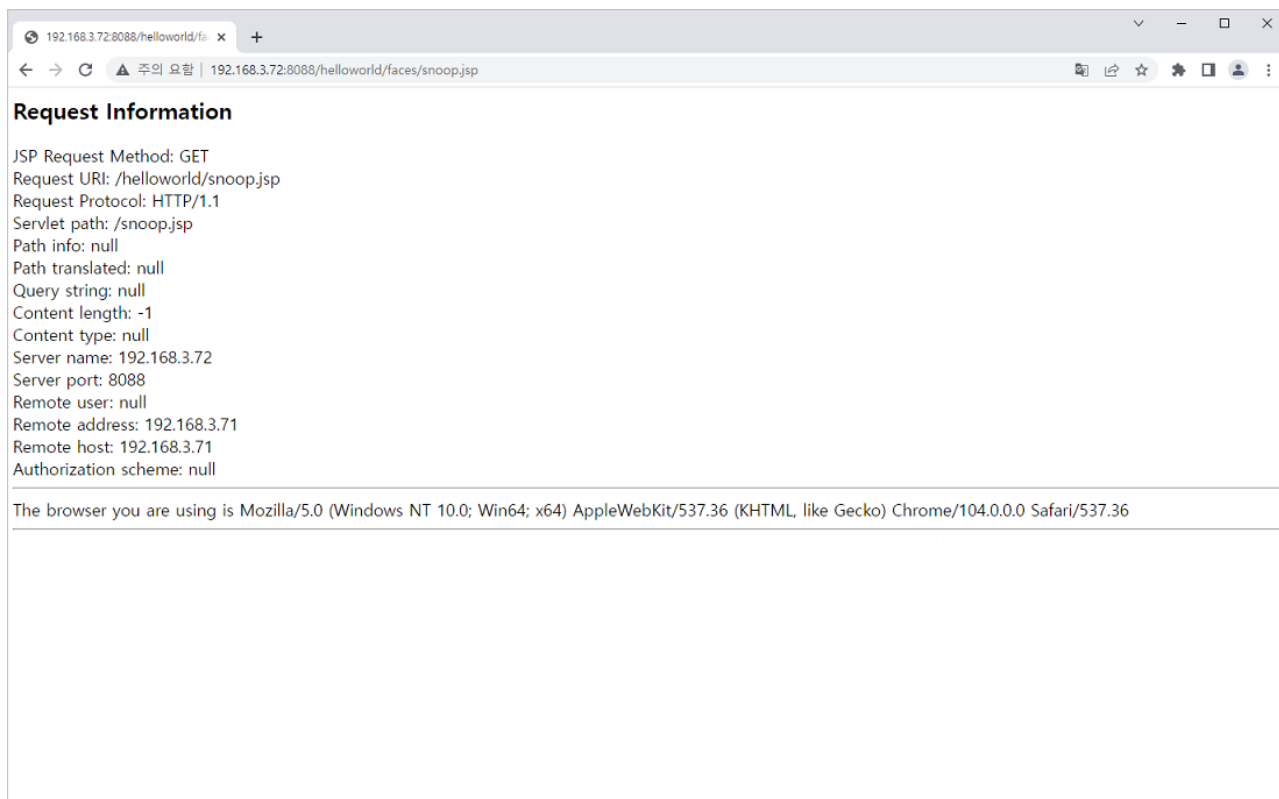 192.168.3.72:8088/helloworld/fa
주의 요함 | 192.168.3.72:8088/helloworld/faces/snoop.jsp
Request Information
JSP Request Method: GET
Request URI: /helloworld/snoop.jsp
Request Protocol: HTTP/1.1
Servlet path: /snoop.jsp
Path info: null
Path translated: null
Query string: null
Content length: -1
Content type: null
Server name: 192.168.3.72
Server port: 8088
Remote user: null
Remote address: 192.168.3.71
Remote host: 192.168.3.71
Authorization scheme: null
The browser you are using is Mozilla/5.0 (Windows NT 10.0; Win64; x64) AppleWebKit/537.36 (KHTML, like Gecko) Chrome/104.0.0.0 Safari/537.36